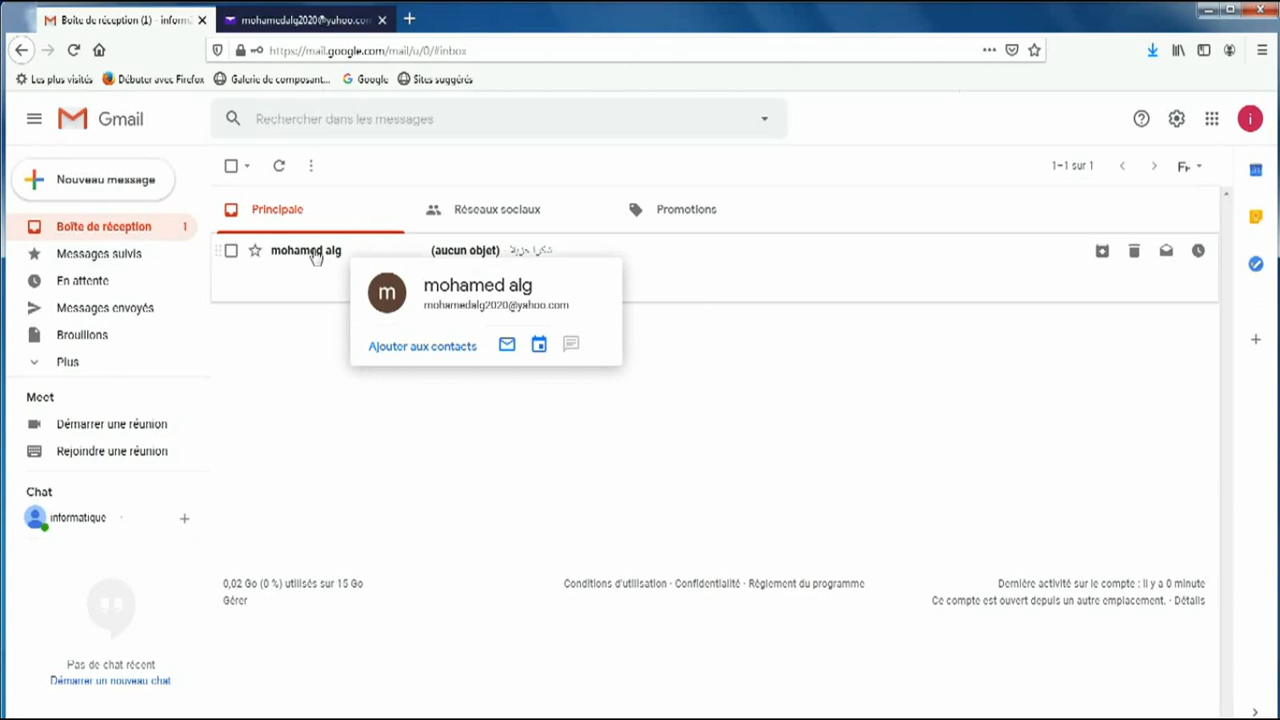 Boîte de réception (1) - inform
mohamedalg2020@yahoo.com
https://mail.google.com/mail/u/0/#inbox
Les plus visités Débuter avec Firefox Galerie de composant... Google Sites suggérés
Gmail
Rechercher dans les messages
i
Nouveau message
1–1 sur 1
Principale
Réseaux sociaux
Promotions
Boîte de réception 1
mohamed alg
(aucun objet)
شكرا جزيلا
Messages suivis
En attente
Messages envoyés
Brouillons
Plus
m
mohamed alg
mohamedalg2020@yahoo.com
Ajouter aux contacts
Meet
Démarrer une réunion
Rejoindre une réunion
Chat
informatique
Pas de chat récent
Démarrer un nouveau chat
0,02 Go (0 %) utilisés sur 15 Go
Gérer
Conditions d'utilisation · Confidentialité · Règlement du programme
Dernière activité sur le compte : il y a 0 minute
Ce compte est ouvert depuis un autre emplacement. · Détails